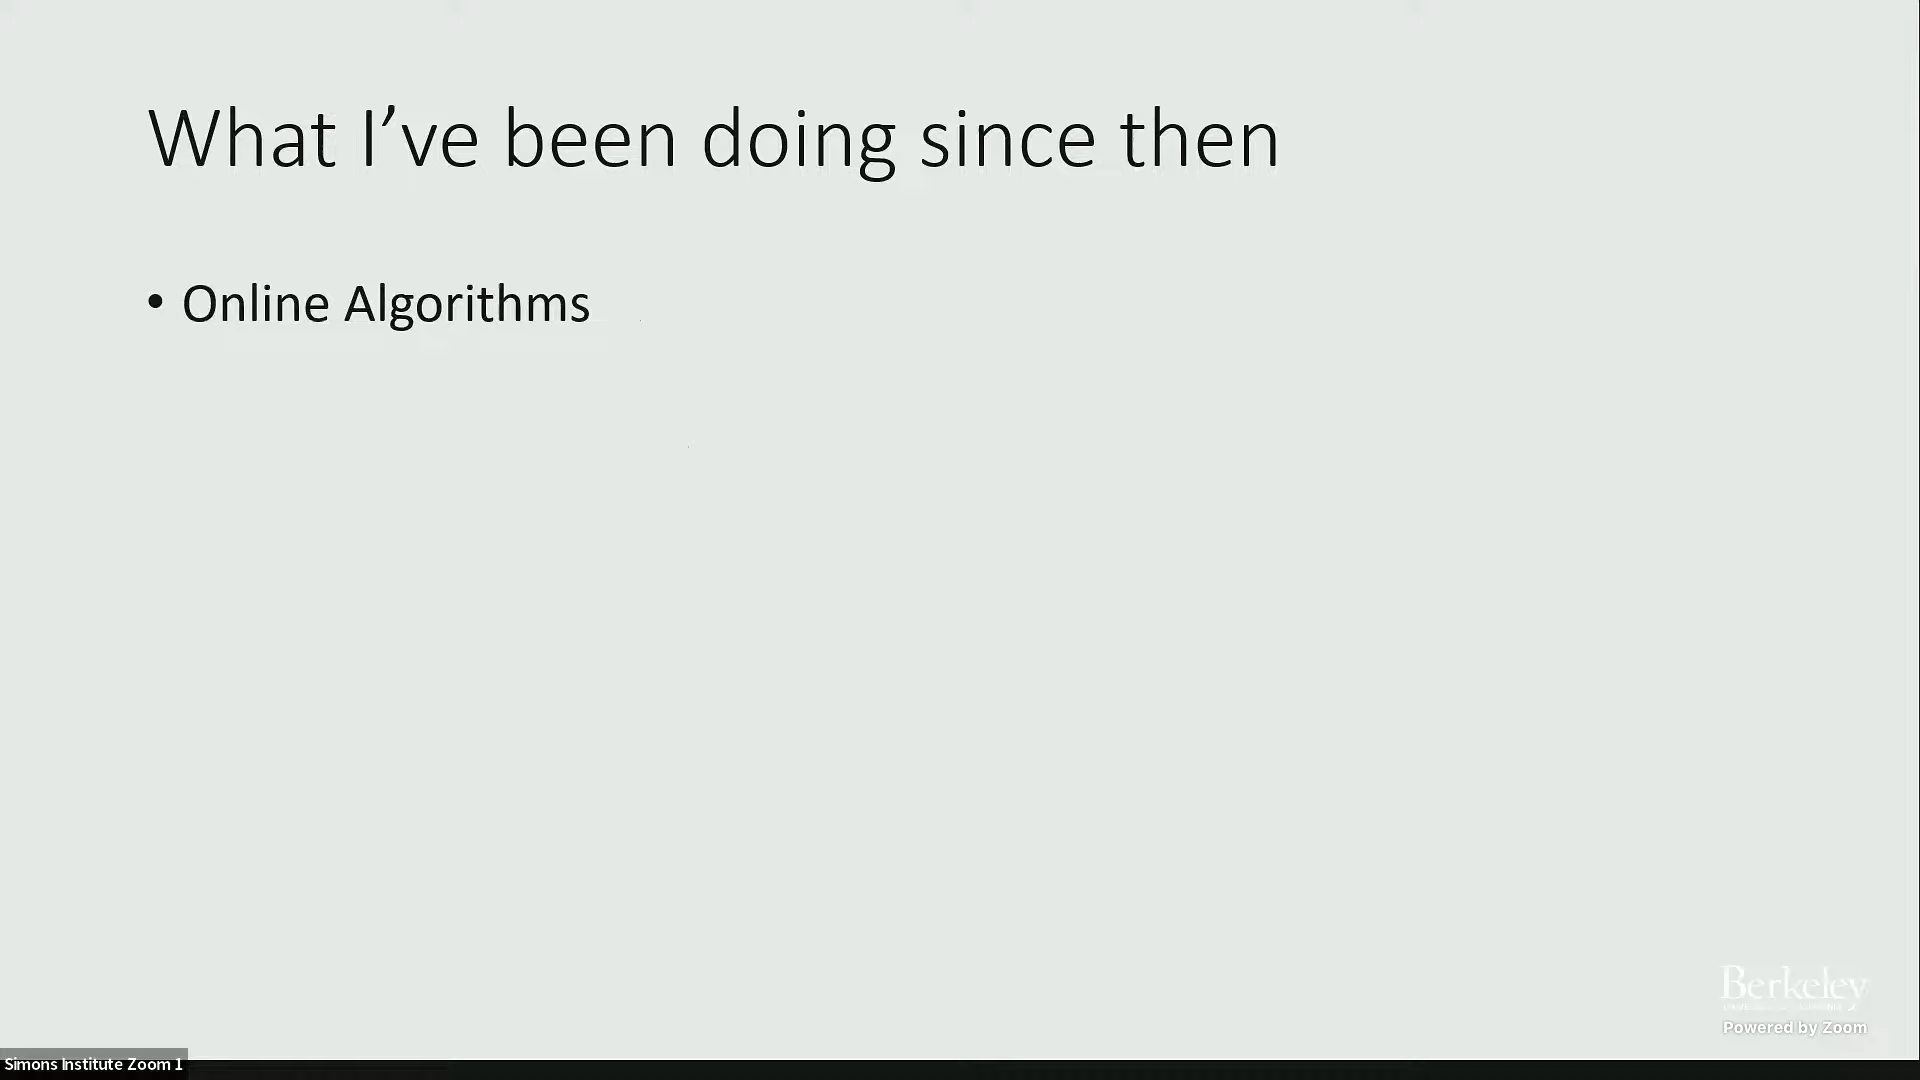 What I’ve been doing since then
• Online Algorithms
Berkeley
Powered by Zoom
Simons Institute Zoom 1